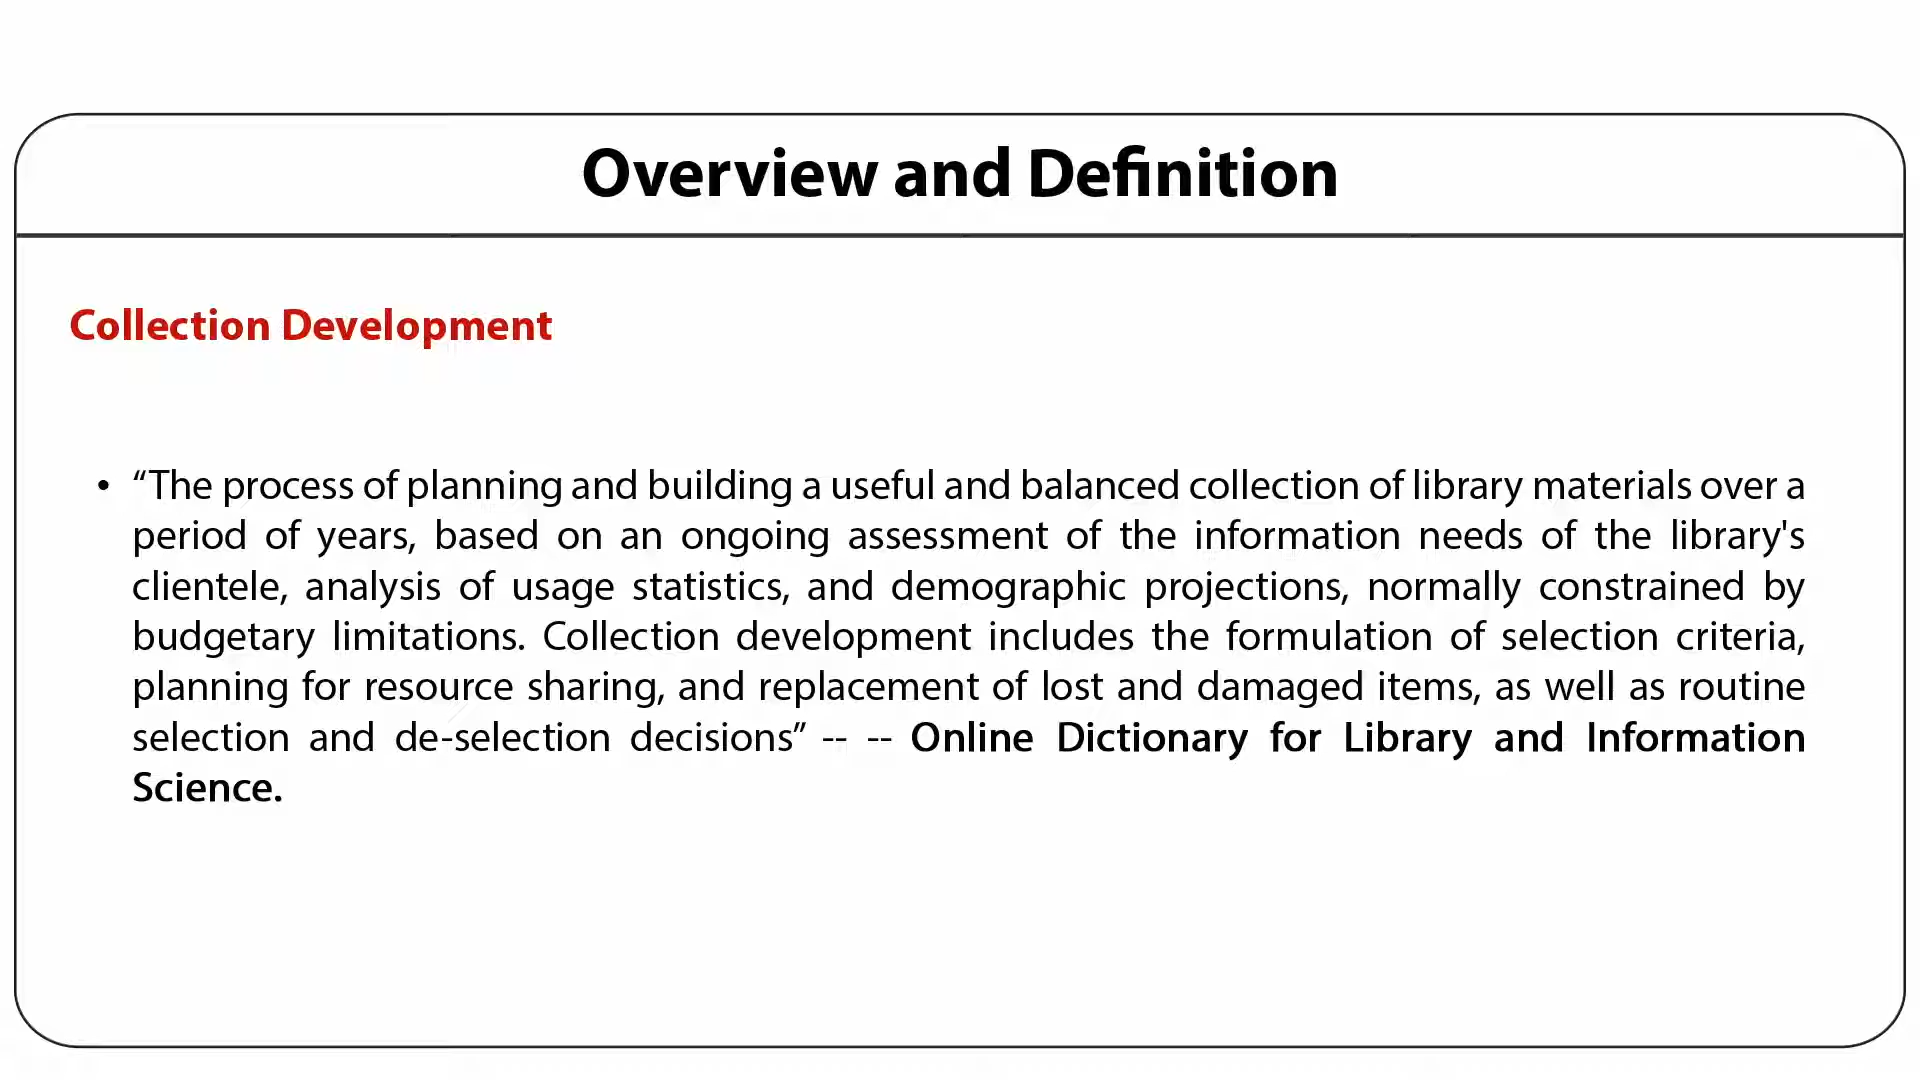 Overview and Definition
Collection Development
• “The process of planning and building a useful and balanced collection of library materials over a
period of years, based on an ongoing assessment of the information needs of the library's
clientele, analysis of usage statistics, and demographic projections, normally constrained by
budgetary limitations. Collection development includes the formulation of selection criteria,
planning for resource sharing, and replacement of lost and damaged items, as well as routine
selection and de-selection decisions” -- -- Online Dictionary for Library and Information
Science.